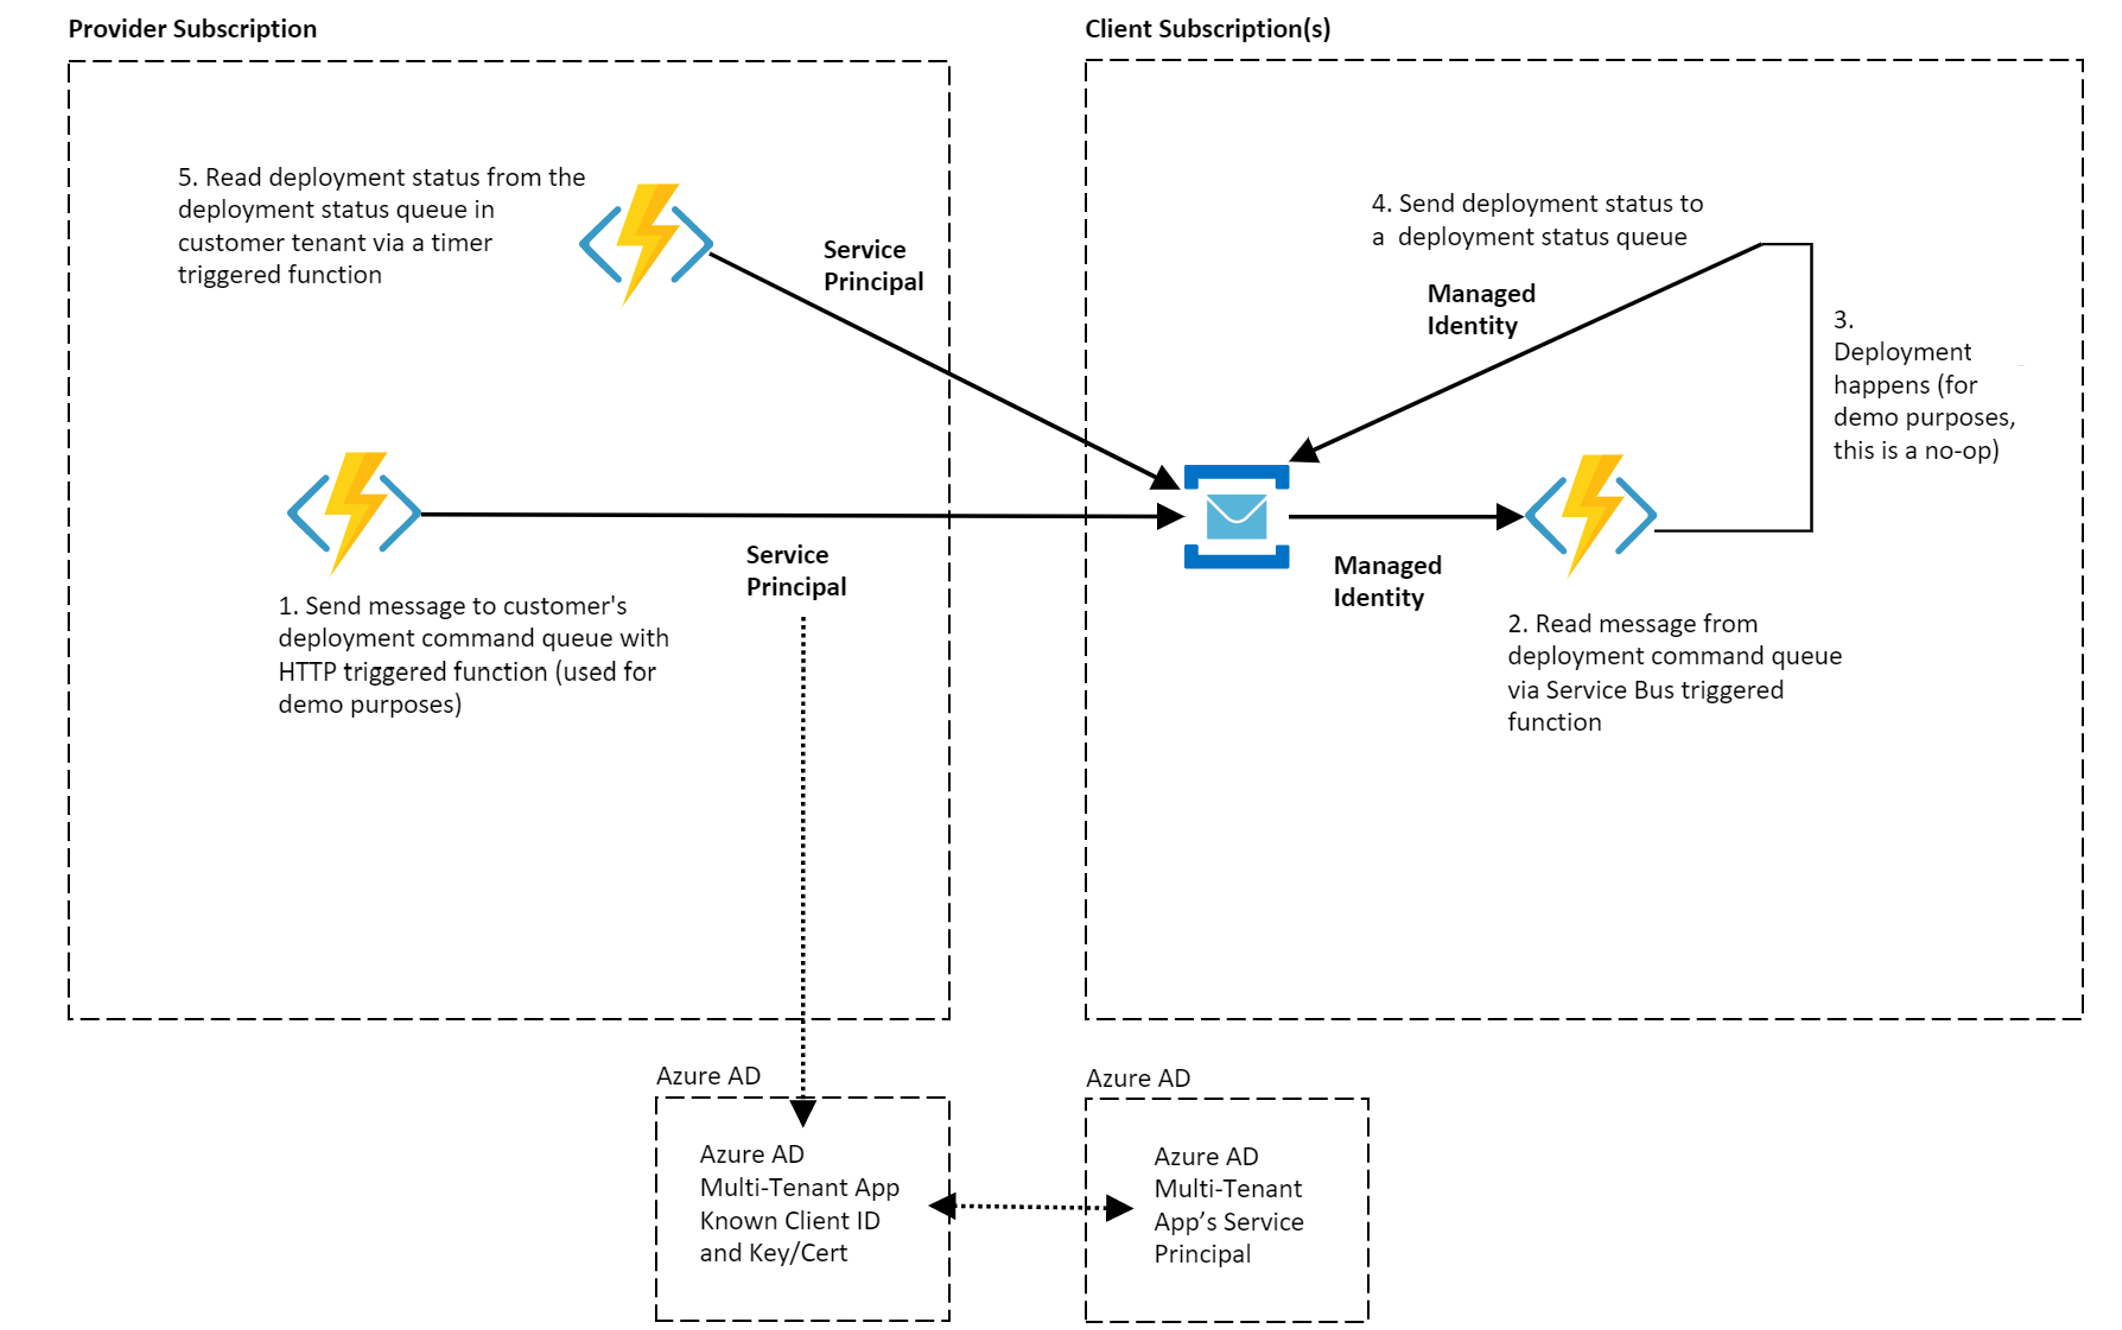 Provider Subscription
Client Subscription(s)
5. Read deployment status from the
deployment status queue in
customer tenant via a timer
triggered function
Service
Principal
4. Send deployment status to
a  deployment status queue
Managed
Identity
3.
Deployment
happens (for
demo purposes,
this is a no-op)
Service
Principal
1. Send message to customer's
deployment command queue with
HTTP triggered function (used for
demo purposes)
Managed
Identity
2. Read message from
deployment command queue
via Service Bus triggered
function
Azure AD
Azure AD
Multi-Tenant App
Known Client ID
and Key/Cert
Azure AD
Azure AD
Multi-Tenant
App’s Service
Principal